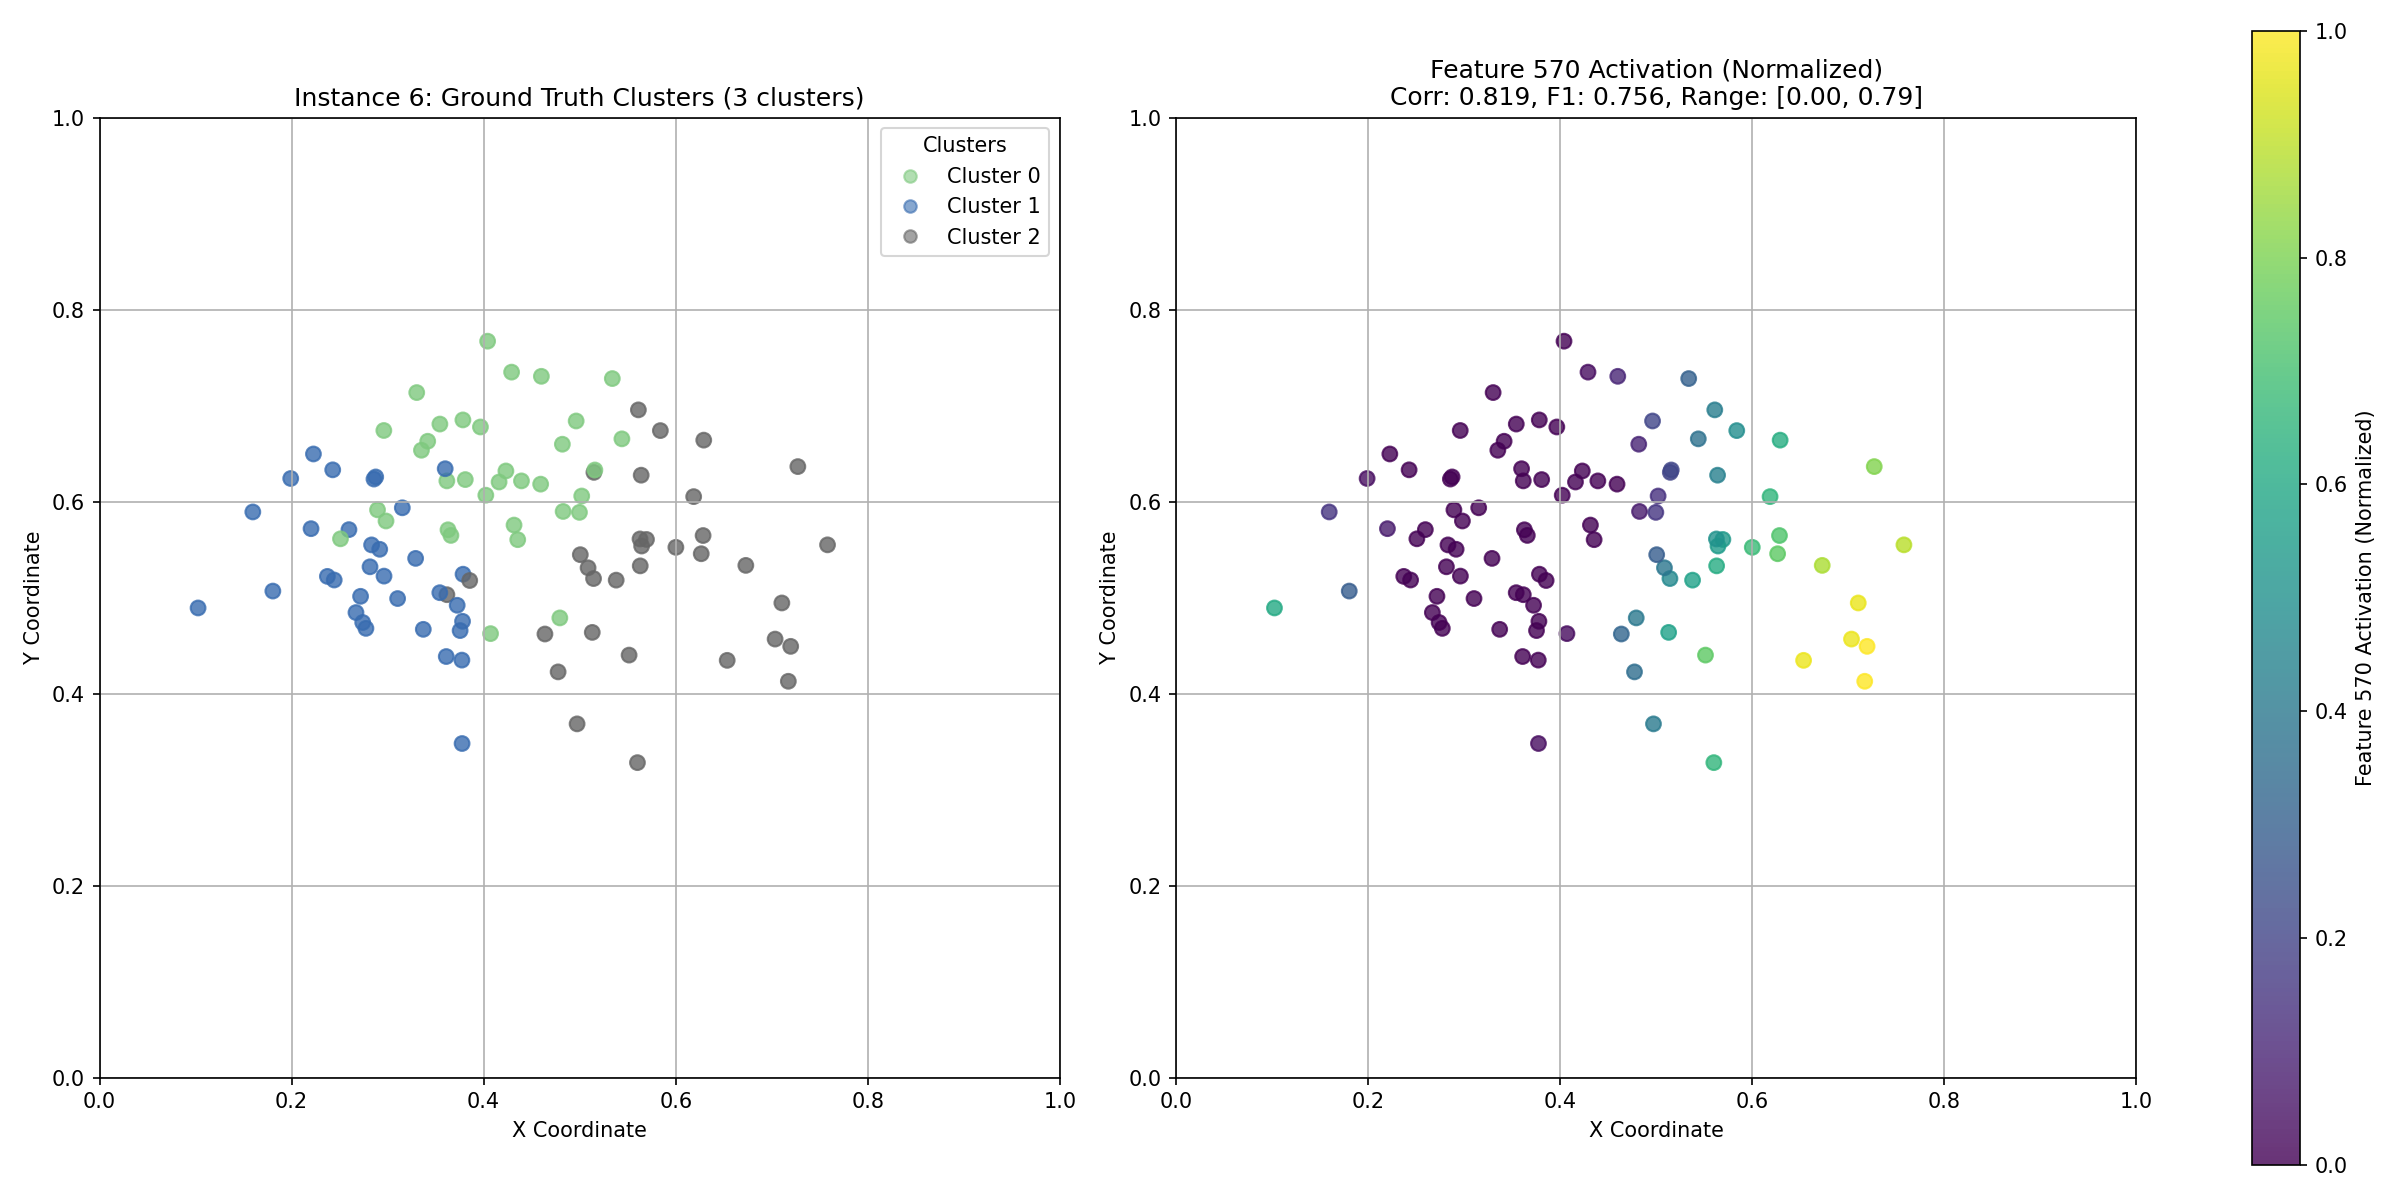 Instance 6: Ground Truth Clusters (3 clusters)
Y Coordinate
1.0
0.8
0.6
0.4
0.2
0.0
0.0 0.2 0.4 0.6 0.8 1.0
X Coordinate
Clusters
Cluster 0
Cluster 1
Cluster 2
Feature 570 Activation (Normalized)
Corr: 0.819, F1: 0.756, Range: [0.00, 0.79]
Y Coordinate
1.0
0.8
0.6
0.4
0.2
0.0
0.0 0.2 0.4 0.6 0.8 1.0
X Coordinate
1.0
0.8
0.6
0.4
0.2
0.0
Feature 570 Activation (Normalized)